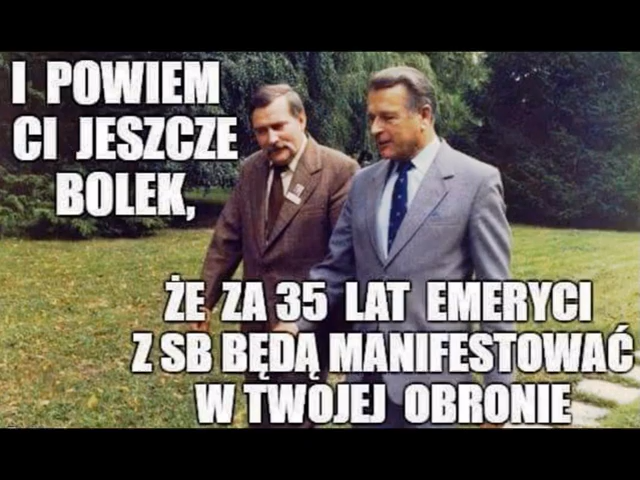 I POWIEM
CI JESZCZE
BOLEK,
ŻE ZA 35 LAT EMERYCI
Z SB BĘDĄ MANIFESTOWAĆ
W TWOJEJ OBRONIE